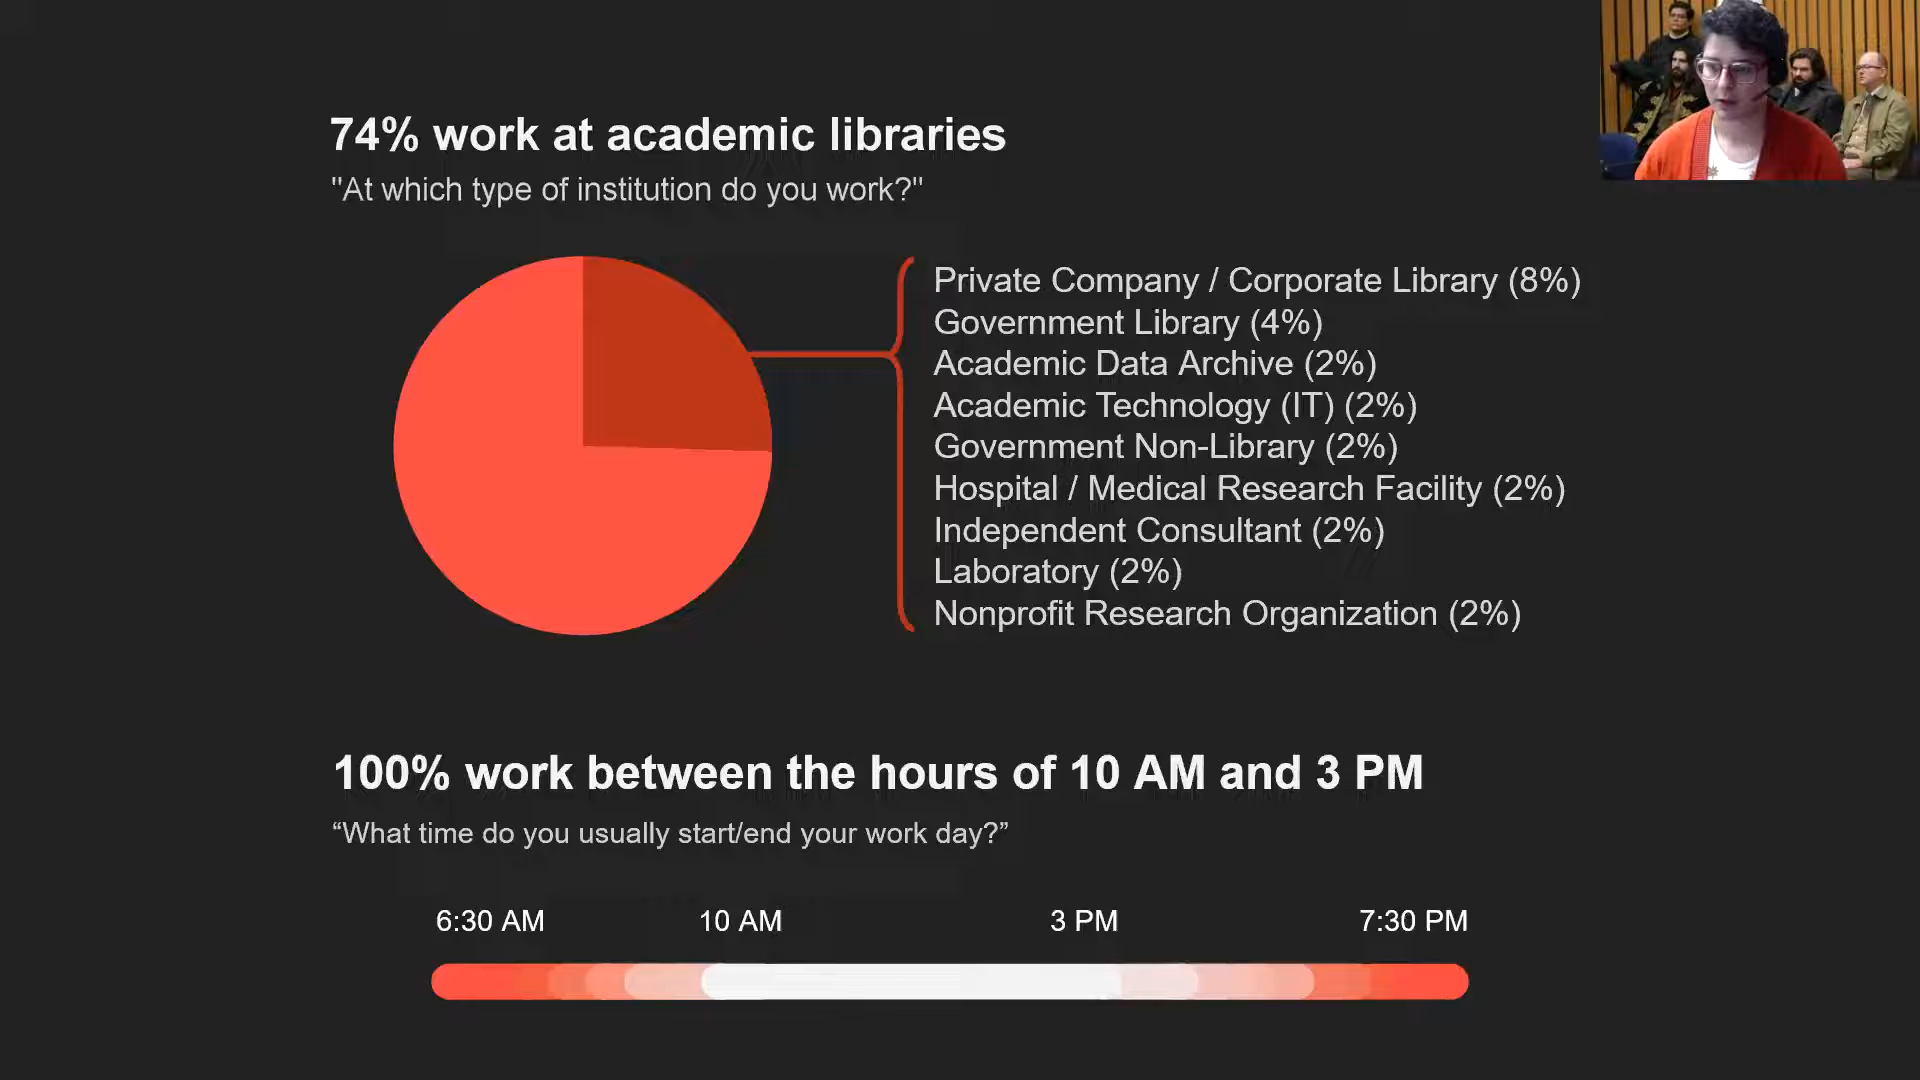 74% work at academic libraries
"At which type of institution do you work?"
Private Company / Corporate Library (8%)
Government Library (4%)
Academic Data Archive (2%)
Academic Technology (IT) (2%)
Government Non-Library (2%)
Hospital / Medical Research Facility (2%)
Independent Consultant (2%)
Laboratory (2%)
Nonprofit Research Organization (2%)
100% work between the hours of 10 AM and 3 PM
“What time do you usually start/end your work day?”
6:30 AM 10 AM 3 PM 7:30 PM